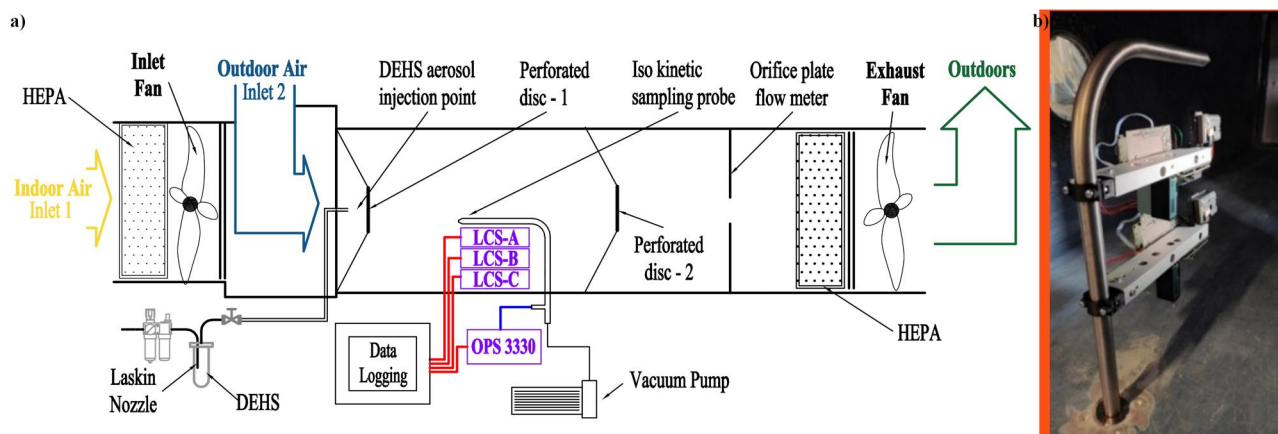 a)
b)
HEPA
Inlet
Fan
Outdoor Air
Inlet 2
DEHS aerosol
injection point
Perforated
disc - 1
Iso kinetic
sampling probe
Orifice plate
flow meter
Exhaust
Fan
Outdoors
Indoor Air
Inlet 1
LCS-A
LCS-B
LCS-C
Perforated
disc - 2
HEPA
Data
Logging
OPS 3330
Laskin
Nozzle
DEHS
Vacuum Pump